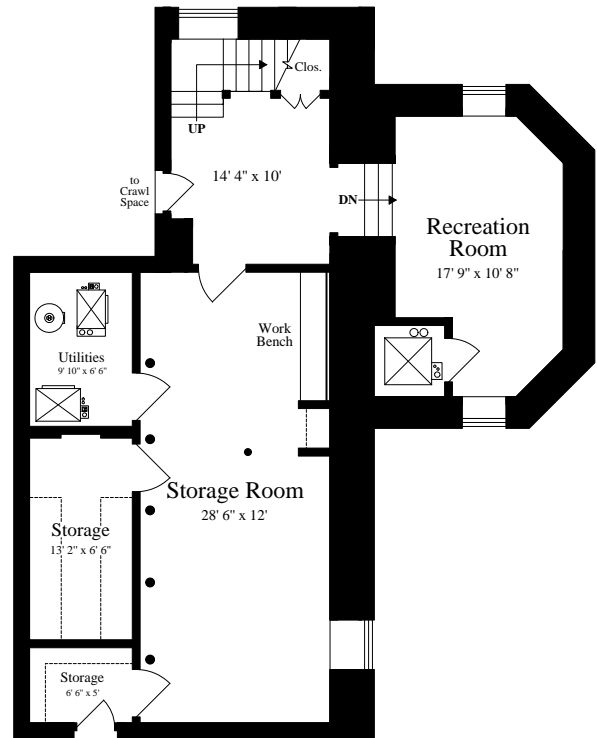 Clos.
UP
to
Crawl
Space
14' 4" x 10'
DN
Recreation
Room
17' 9" x 10' 8"
Work
Bench
Utilities
9' 10" x 6' 6"
Storage Room
28' 6" x 12'
Storage
13' 2" x 6' 6"
Storage
6' 6" x 5'